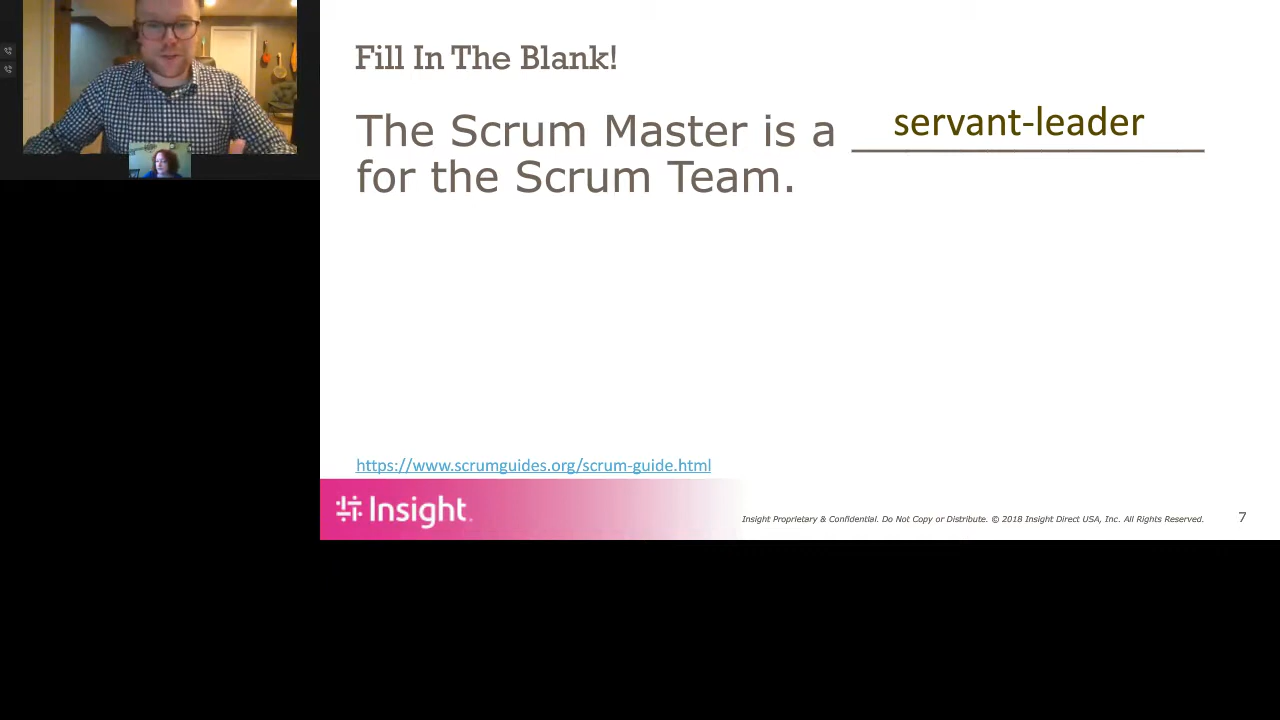 Fill In The Blank!
The Scrum Master is a servant-leader
for the Scrum Team.
https://www.scrumguides.org/scrum-guide.html
Insight.
Insight Proprietary & Confidential. Do Not Copy or Distribute. © 2018 Insight Direct USA, Inc. All Rights Reserved.
7